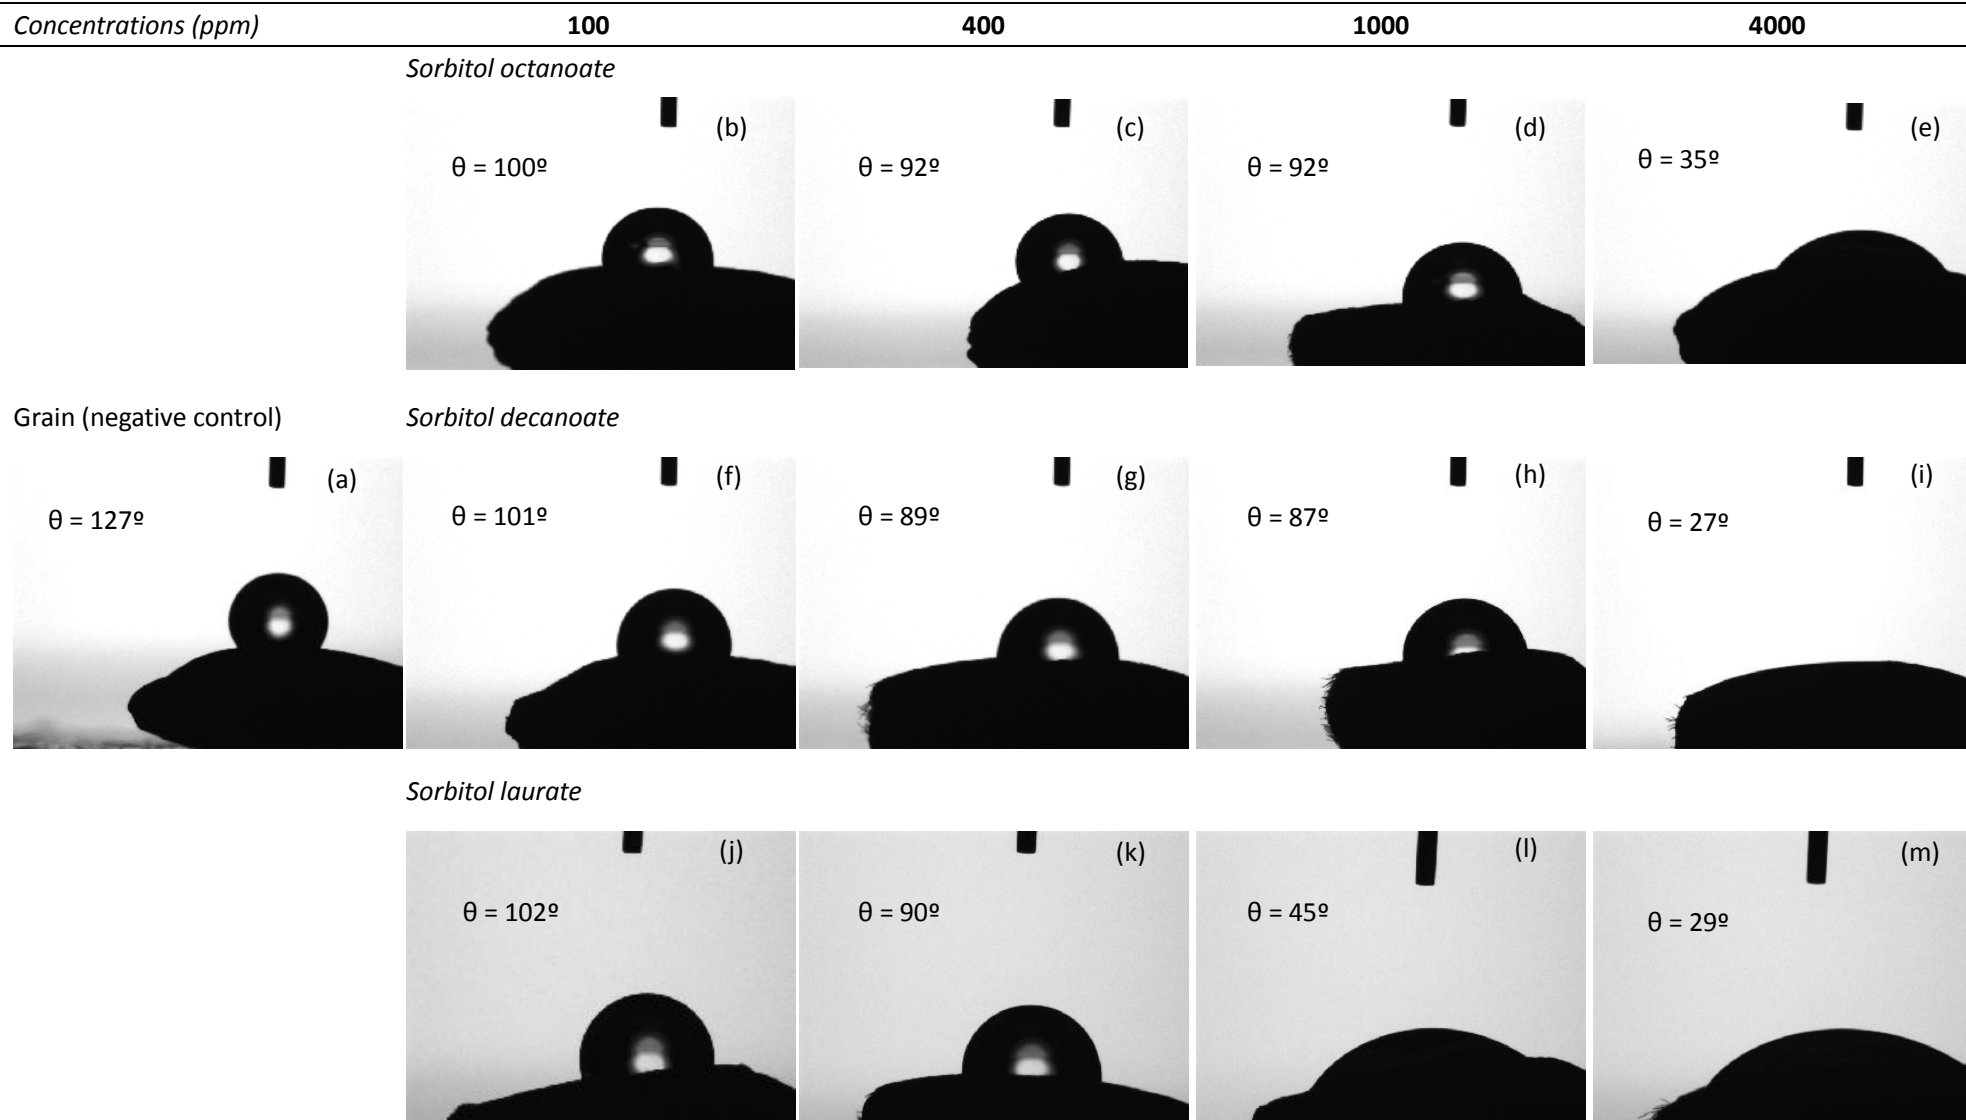 Concentrations (ppm) 100 400 1000 4000
Sorbitol octanoate
(b) (c) (d) (e)
θ = 100º θ = 92º θ = 92º θ = 35º
Grain (negative control) Sorbitol decanoate
(a) (f) (g) (h) (i)
θ = 127º θ = 101º θ = 89º θ = 87º θ = 27º
Sorbitol laurate
(j) (k) (l) (m)
θ = 102º θ = 90º θ = 45º θ = 29º